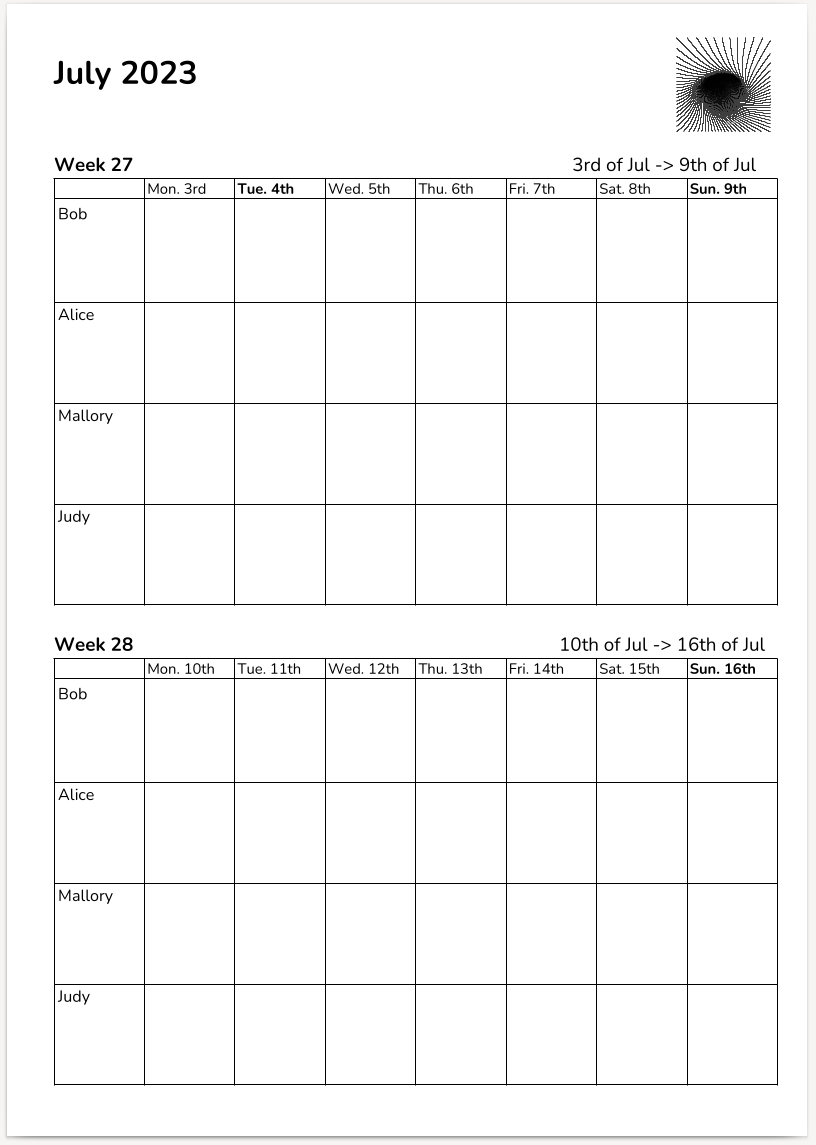 July 2023
Week 27 3rd of Jul -> 9th of Jul
Mon. 3rd Tue. 4th Wed. 5th Thu. 6th Fri. 7th Sat. 8th Sun. 9th
Bob
Alice
Mallory
Judy
Week 28 10th of Jul -> 16th of Jul
Mon. 10th Tue. 11th Wed. 12th Thu. 13th Fri. 14th Sat. 15th Sun. 16th
Bob
Alice
Mallory
Judy